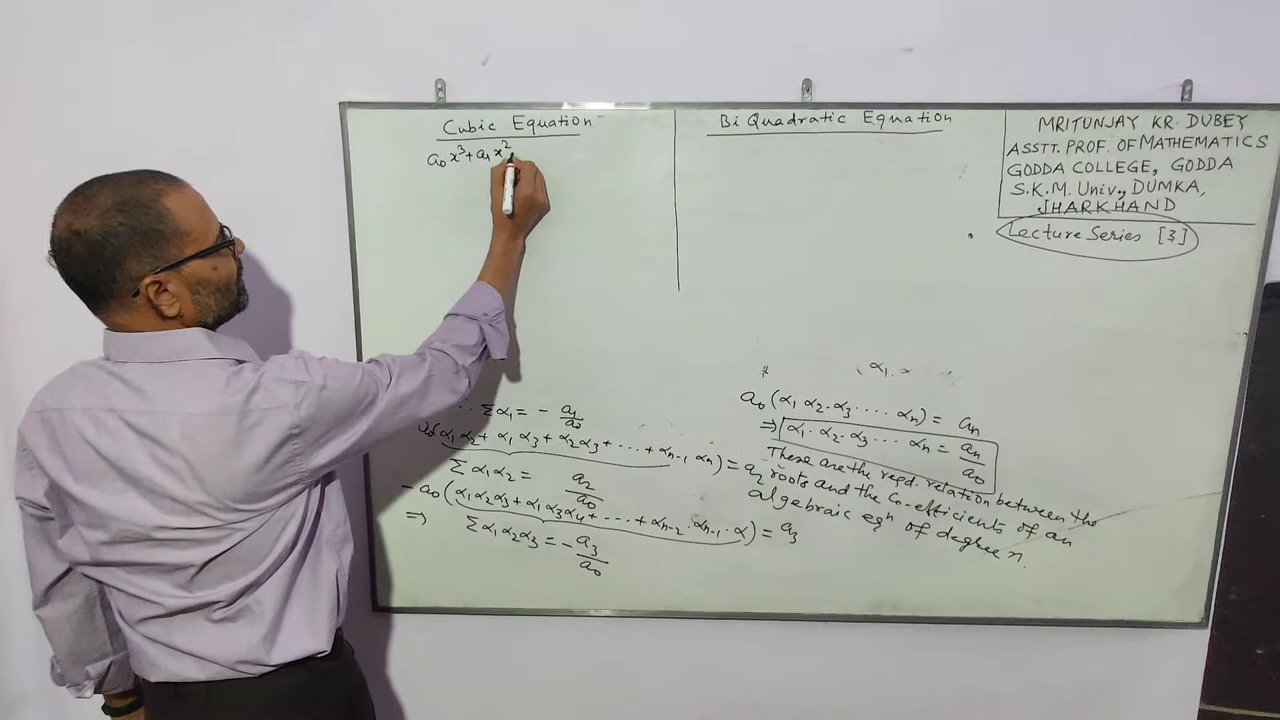 Cubic Equation
a₀x³+a₁x²
Bi Quadratic Equation
MRITUNJAY KR. DUBEY
ASSTT. PROF. OF MATHEMATICS
GODDA COLLEGE, GODDA
S.K.M. Univ., DUMKA,
JHARKHAND
Lecture Series [3]
Σα₁ = - a₁/a₀
α₁α₂ + α₁α₃ + α₂α₃ + ... + αₙ₋₁ αₙ) = a₂
Σα₁α₂ = a₂/a₀
-a₀(α₁α₂α₃ + α₁α₃α₄ + ... + αₙ₋₂·αₙ₋₁·α) = a₃
⇒ Σα₁α₂α₃ = - a₃/a₀
α₁.
a₀(α₁ α₂·α₃ .... αₙ) = aₙ
⇒ α₁·α₂·α₃ ... αₙ = aₙ/a₀
These are the reqd. relation between the
roots and the Co-efficients of an
algebraic eqⁿ of degree n.